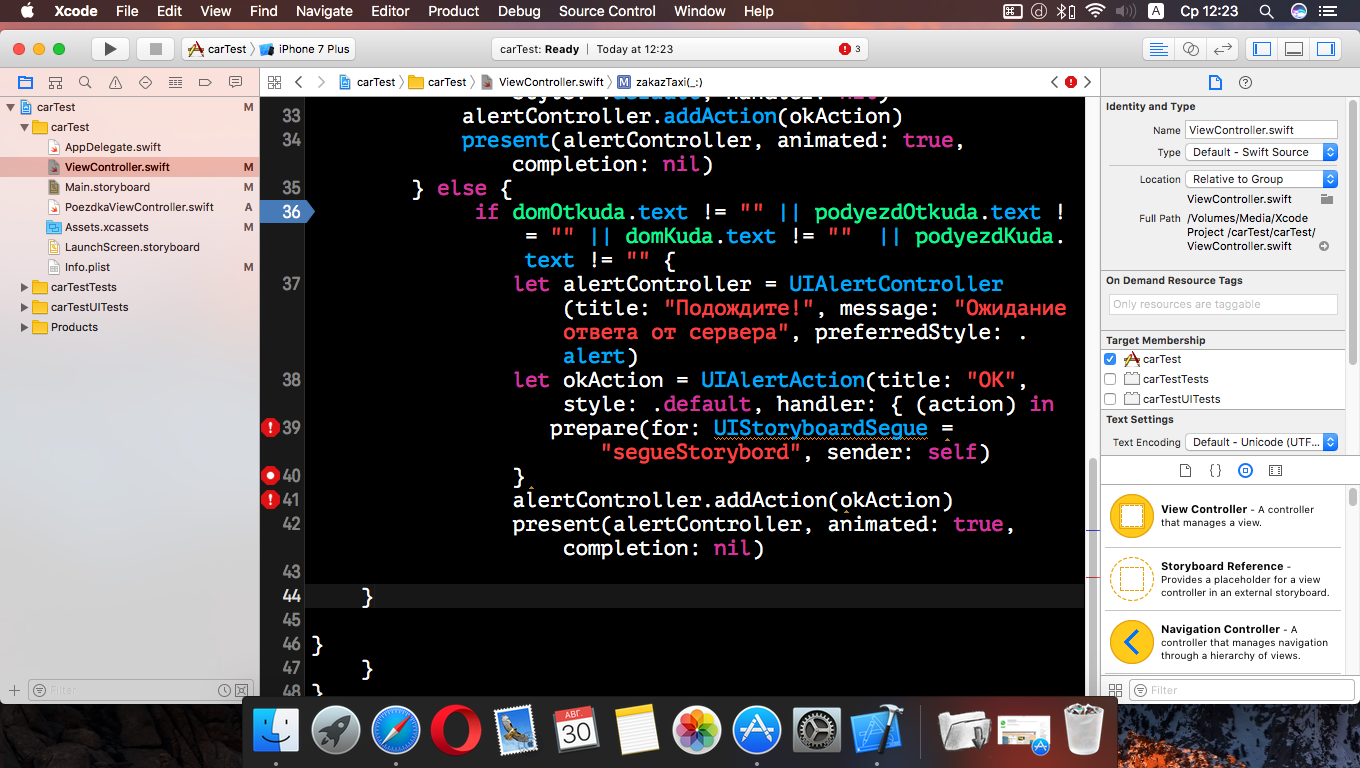 Xcode File Edit View Find Navigate Editor Product Debug Source Control Window Help A Ср 12:23
carTest iPhone 7 Plus carTest: Ready | Today at 12:23 3
carTest carTest ViewController.swift M zakazTaxi(_:)
carTest M
carTest
AppDelegate.swift
ViewController.swift M
Main.storyboard M
PoezdkaViewController.swift A
Assets.xcassets M
LaunchScreen.storyboard
Info.plist M
carTestTests
carTestUITests
Products
Filter
33 alertController.addAction(okAction)
34 present(alertController, animated: true,
completion: nil)
35 } else {
36 if domOtkuda.text != "" || podyezdOtkuda.text !
= "" || domKuda.text != "" || podyezdKuda.
text != "" {
37 let alertController = UIAlertController
(title: "Подождите!", message: "Ожидание
ответа от сервера", preferredStyle: .
alert)
38 let okAction = UIAlertAction(title: "OK",
style: .default, handler: { (action) in
39 prepare(for: UIStoryboardSegue =
"segueStorybord", sender: self)
40 }
41 alertController.addAction(okAction)
42 present(alertController, animated: true,
completion: nil)
43
44 }
45
46 }
47 }
48 }
Identity and Type
Name ViewController.swift
Type Default - Swift Source
Location Relative to Group
ViewController.swift
Full Path /Volumes/Media/Xcode
Project /carTest/carTest/
ViewController.swift
On Demand Resource Tags
Only resources are taggable
Target Membership
carTest
carTestTests
carTestUITests
Text Settings
Text Encoding Default - Unicode (UTF...
View Controller - A controller
that manages a view.
Storyboard Reference -
Provides a placeholder for a view
controller in an external storyboard.
Navigation Controller - A
controller that manages navigation
through a hierarchy of views.
Filter
АВГ.
30